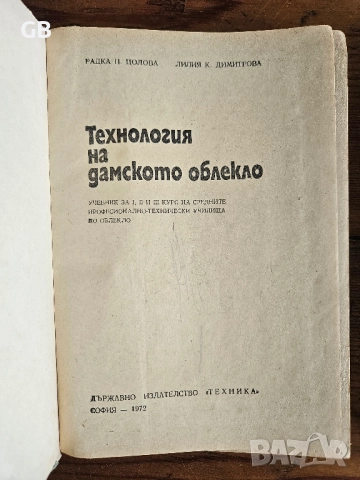 GB
РАДКА П. ПОПОВА ЛИЛИЯ К. ДИМИТРОВА
Технология
на
дамското облекло
УЧЕБНИК ЗА I, II И III КУРС НА СРЕДНИТЕ
ПРОФЕСИОНАЛНО-ТЕХНИЧЕСКИ УЧИЛИЩА
ПО ОБЛЕКЛО
ДЪРЖАВНО ИЗДАТЕЛСТВО «ТЕХНИКА»
СОФИЯ — 1972
BAZAR